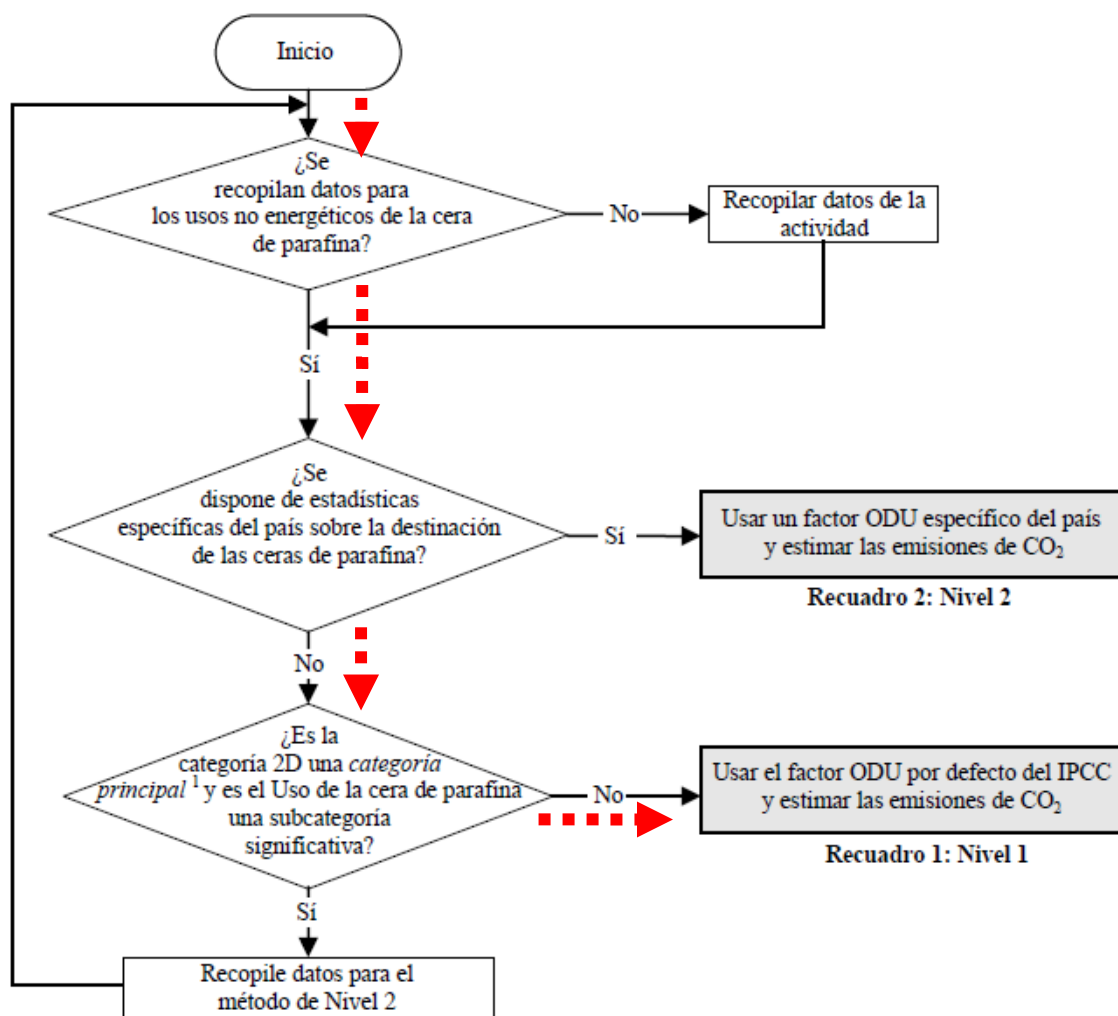 Inicio
¿Se
recopilan datos para
los usos no energéticos de la cera
de parafina?
No
Recopilar datos de la
actividad
Sí
¿Se
dispone de estadísticas
específicas del país sobre la destinación
de las ceras de parafina?
Sí
Usar un factor ODU específico del país
y estimar las emisiones de CO₂
Recuadro 2: Nivel 2
No
¿Es la
categoría 2D una categoría
principal ¹ y es el Uso de la cera de parafina
una subcategoría
significativa?
No
Usar el factor ODU por defecto del IPCC
y estimar las emisiones de CO₂
Recuadro 1: Nivel 1
Sí
Recopile datos para el
método de Nivel 2